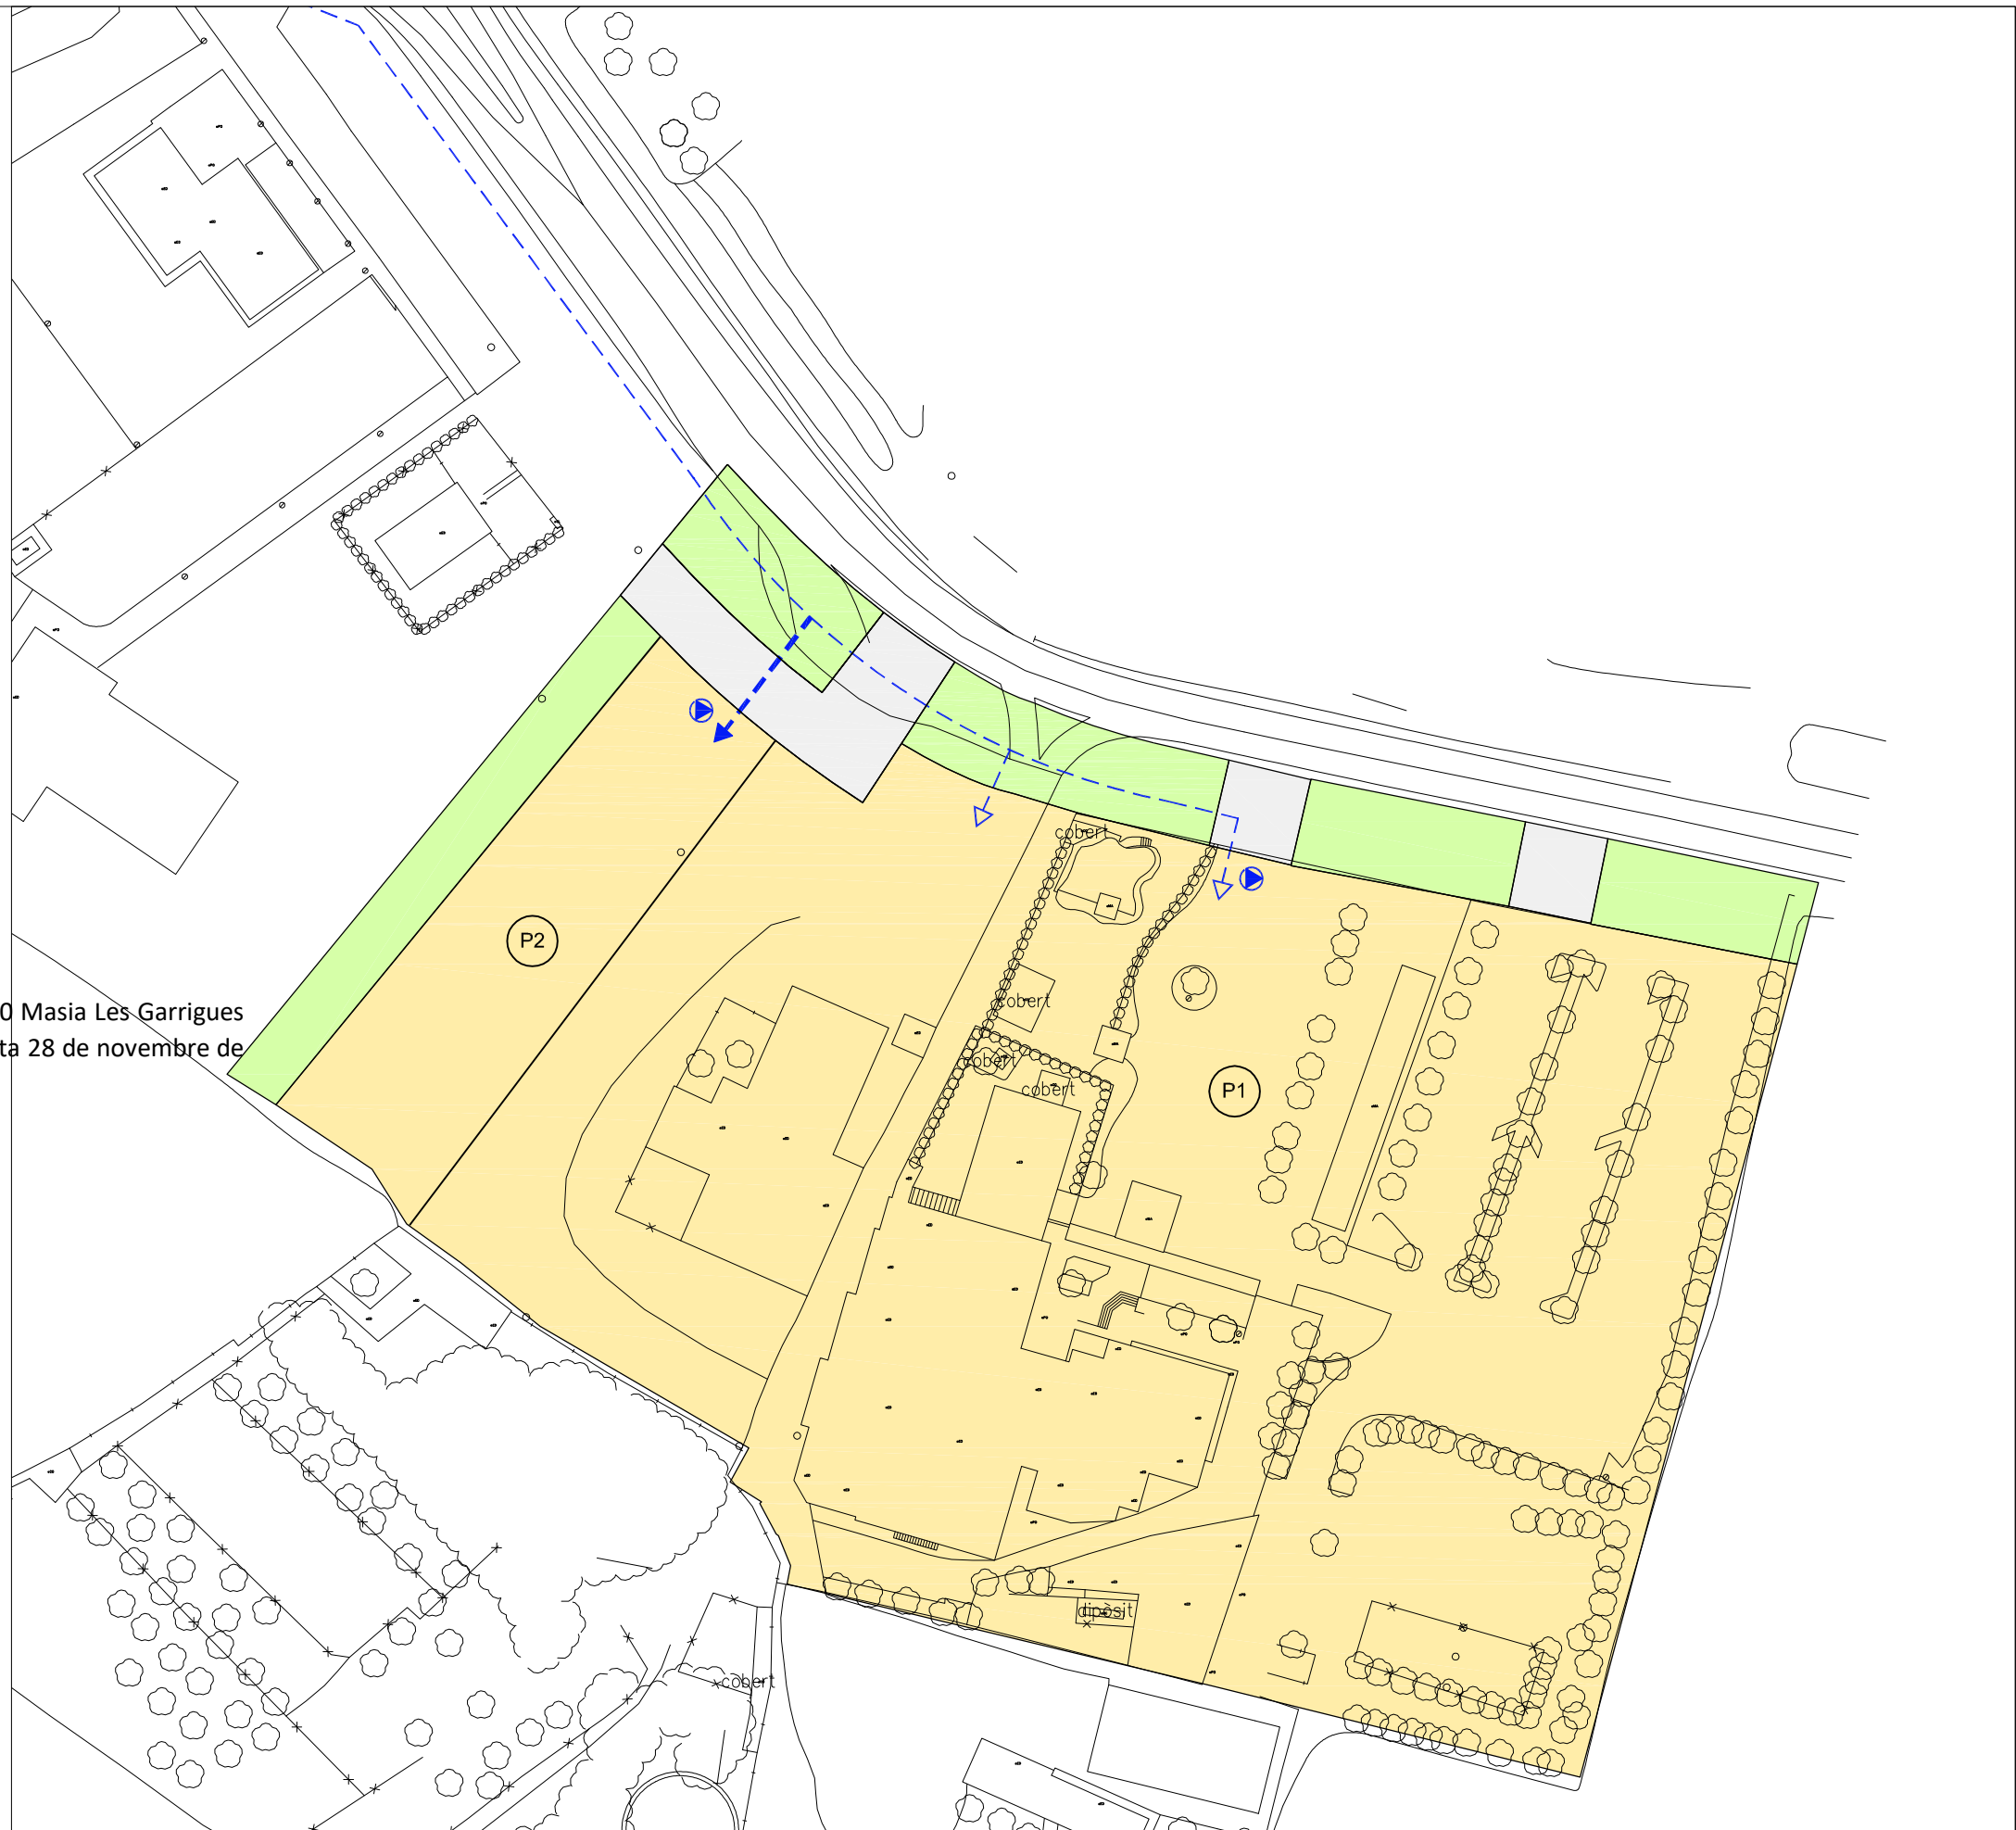 cobert
P2
cobert
0 Masia Les Garrigues
ta 28 de novembre de
cobert
cobert
P1
dipòsit
cobert